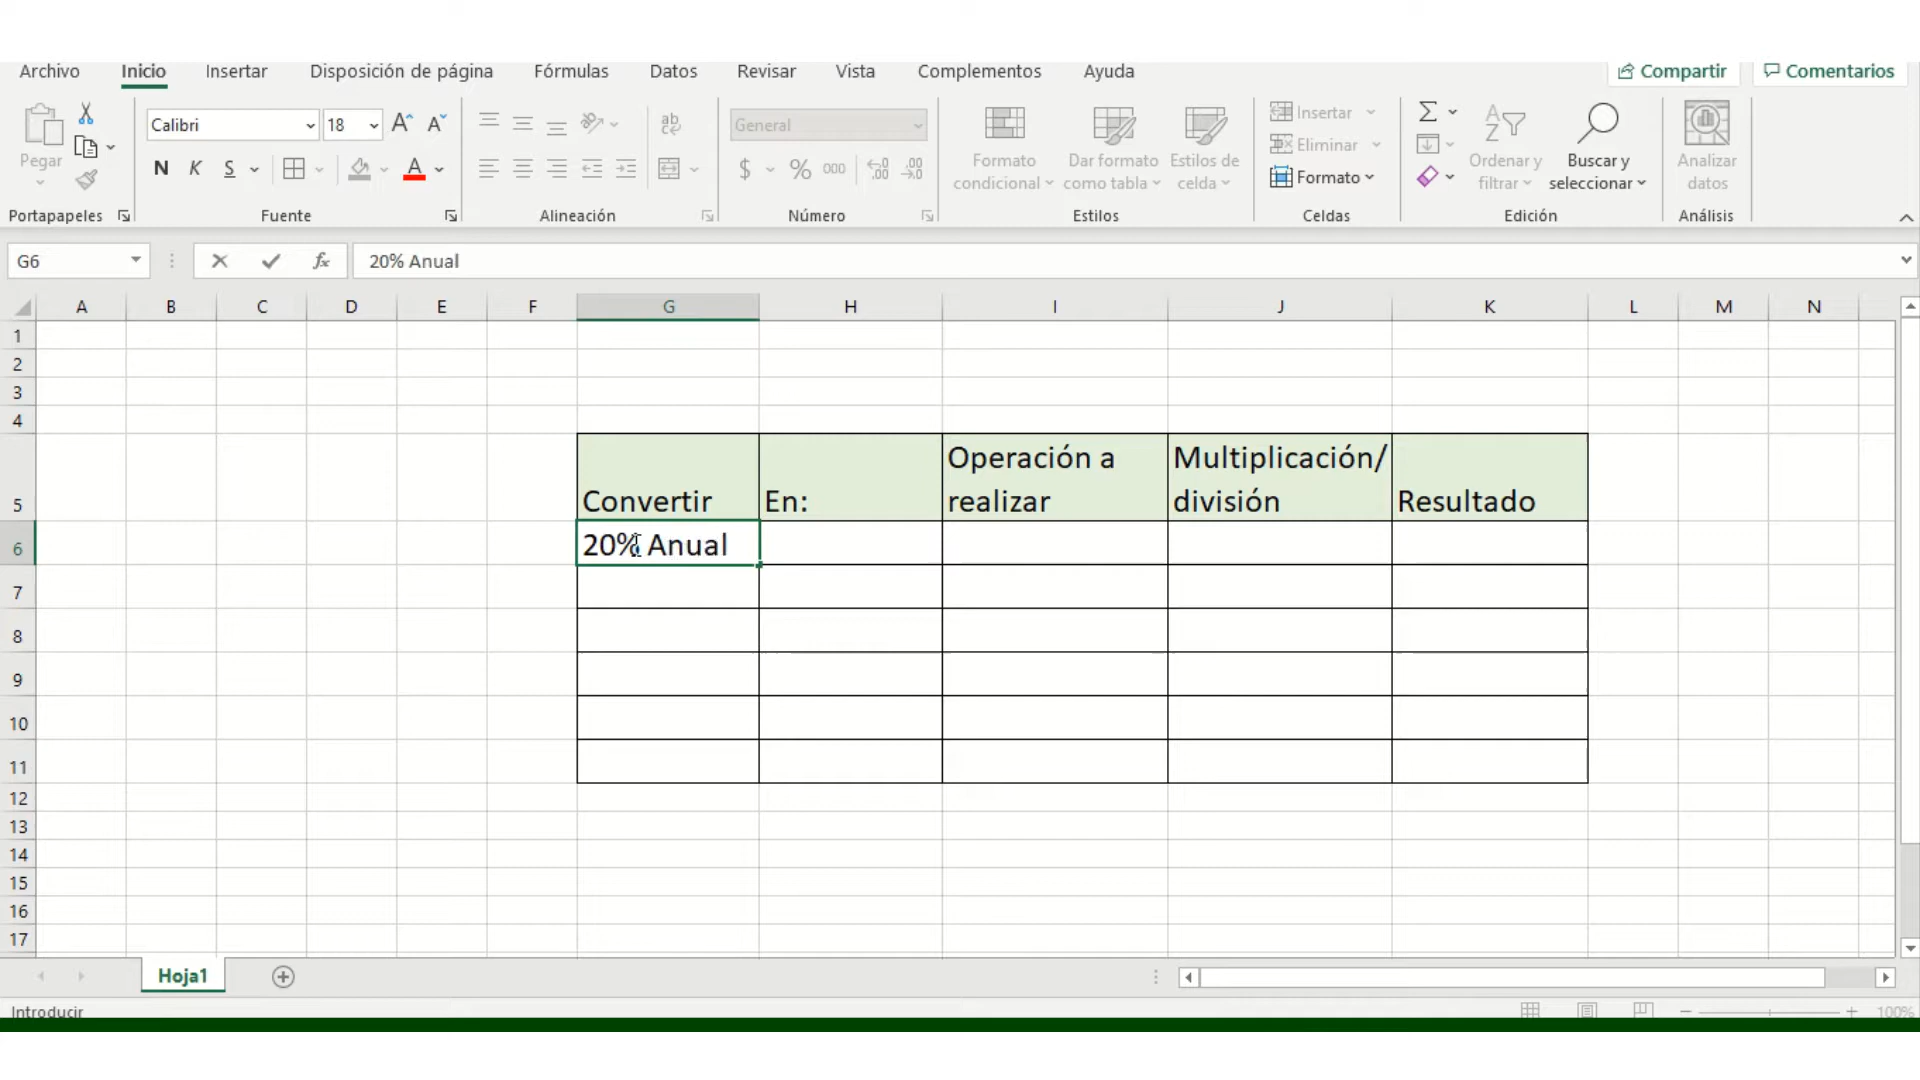 Archivo Inicio Insertar Disposición de página Fórmulas Datos Revisar Vista Complementos Ayuda Compartir Comentarios
Pegar
Calibri 18 A A
N K S A
ab
General
$ % 000
Formato condicional
Dar formato como tabla
Estilos de celda
Insertar
Eliminar
Formato
Σ
Ordenar y filtrar
Buscar y seleccionar
Analizar datos
Portapapeles Fuente Alineación Número Estilos Celdas Edición Análisis
G6 fx 20% Anual
A B C D E F G H I J K L M N
1
2
3
4
5 Convertir En: Operación a realizar Multiplicación/ división Resultado
6 20% Anual
7
8
9
10
11
12
13
14
15
16
17
Hoja1
Introducir 100%